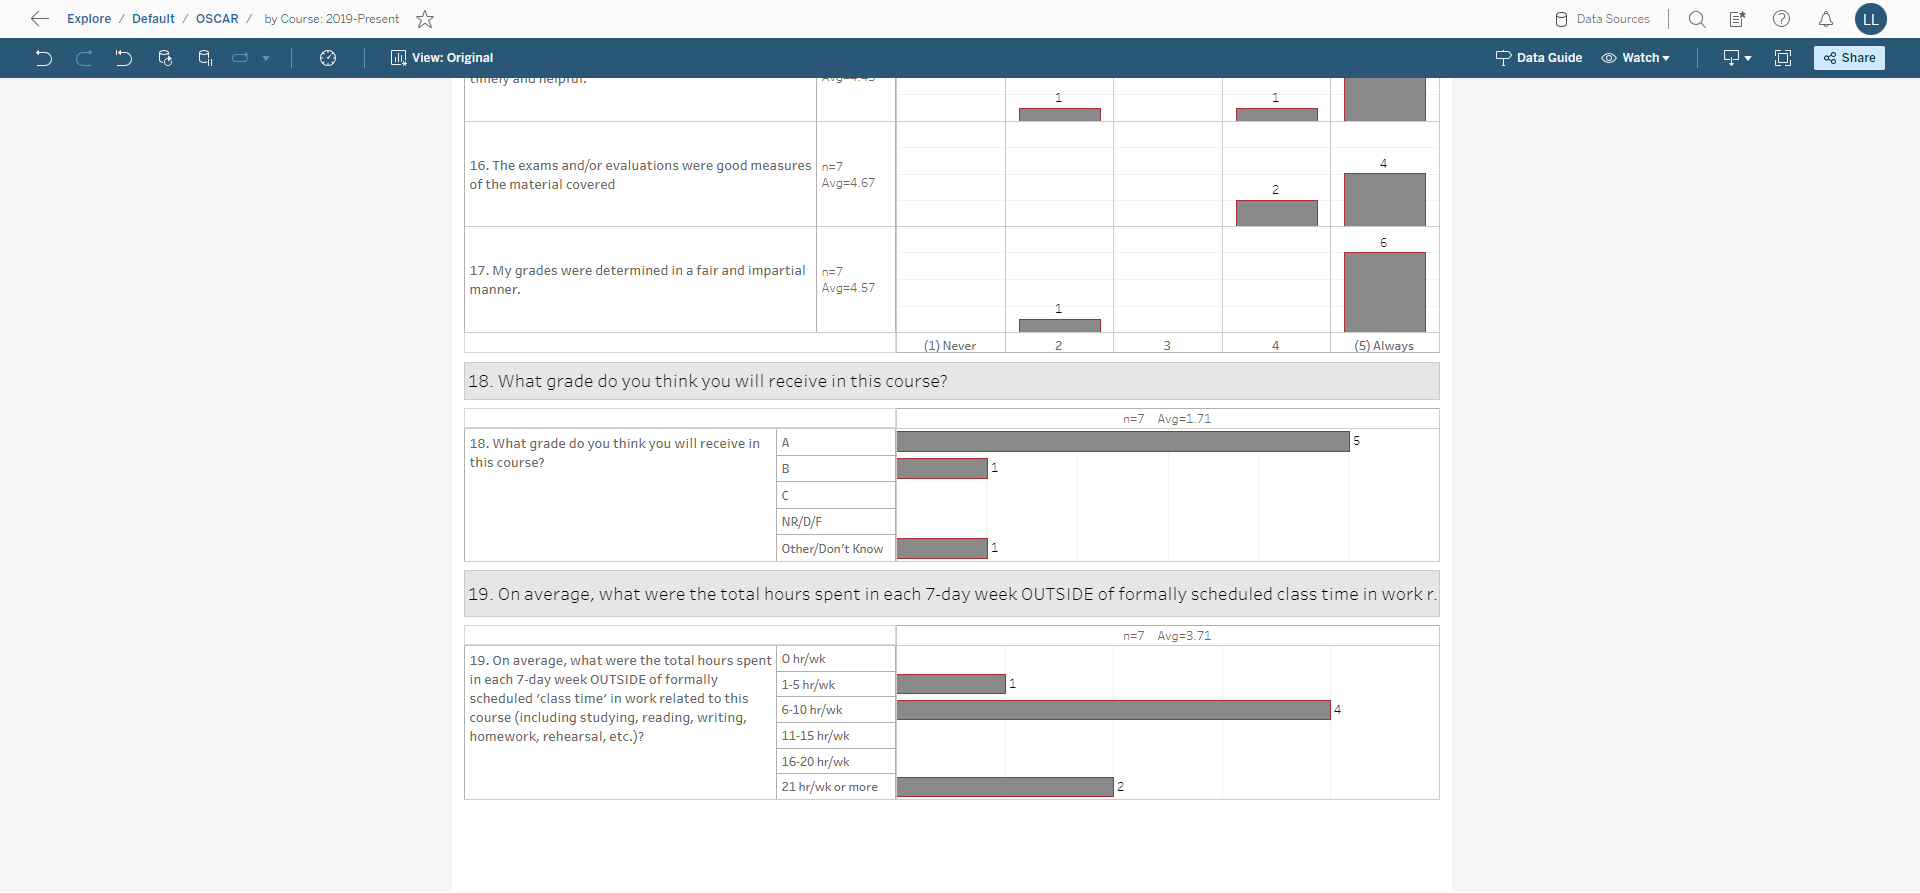 Explore / Default / OSCAR / by Course: 2019-Present
Data Sources
LL
View: Original
Data Guide
Watch
Share
timely and helpful.
1
1
16. The exams and/or evaluations were good measures
of the material covered
n=7
Avg=4.67
2
4
17. My grades were determined in a fair and impartial
manner.
n=7
Avg=4.57
1
6
(1) Never
2
3
4
(5) Always
18. What grade do you think you will receive in this course?
n=7 Avg=1.71
18. What grade do you think you will receive in
this course?
A
5
B
1
C
NR/D/F
Other/Don't Know
1
19. On average, what were the total hours spent in each 7-day week OUTSIDE of formally scheduled class time in work r.
n=7 Avg=3.71
19. On average, what were the total hours spent
in each 7-day week OUTSIDE of formally
scheduled ‘class time’ in work related to this
course (including studying, reading, writing,
homework, rehearsal, etc.)?
0 hr/wk
1-5 hr/wk
1
6-10 hr/wk
4
11-15 hr/wk
16-20 hr/wk
21 hr/wk or more
2